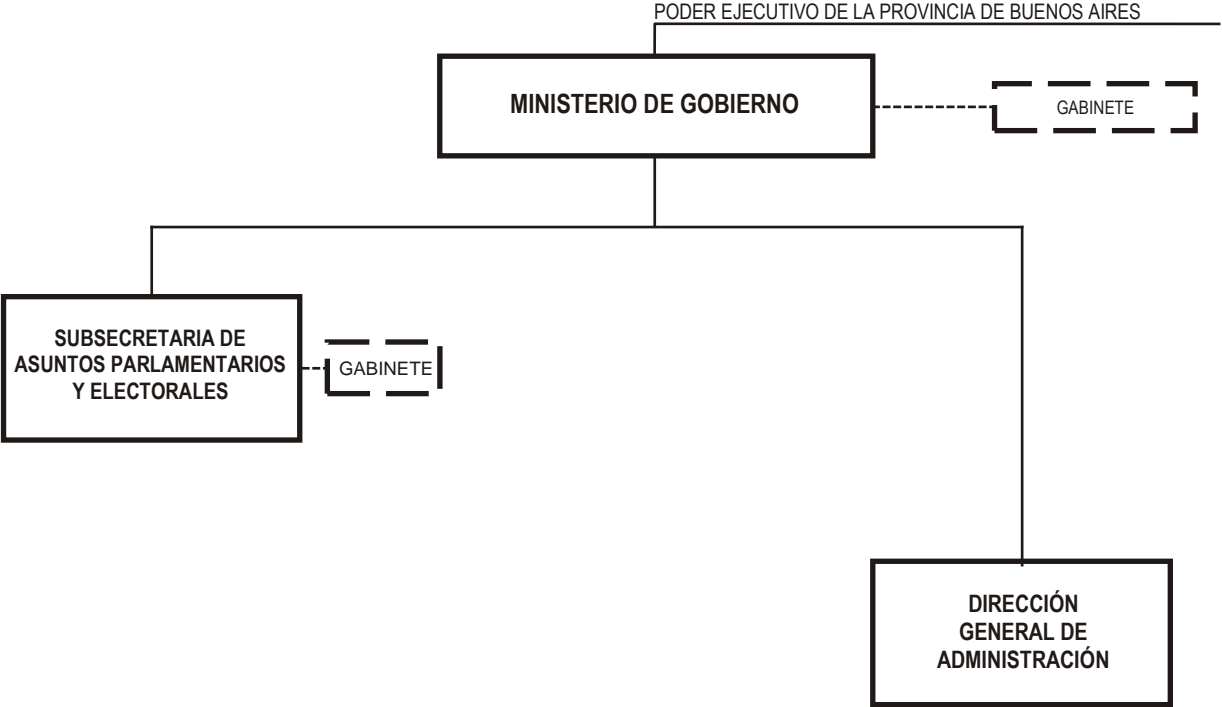 PODER EJECUTIVO DE LA PROVINCIA DE BUENOS AIRES
MINISTERIO DE GOBIERNO
GABINETE
SUBSECRETARIA DE
ASUNTOS PARLAMENTARIOS
Y ELECTORALES
GABINETE
DIRECCIÓN
GENERAL DE
ADMINISTRACIÓN